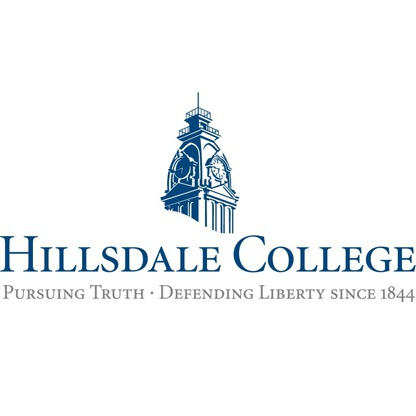 HILLSDALE COLLEGE
PURSUING TRUTH · DEFENDING LIBERTY SINCE 1844